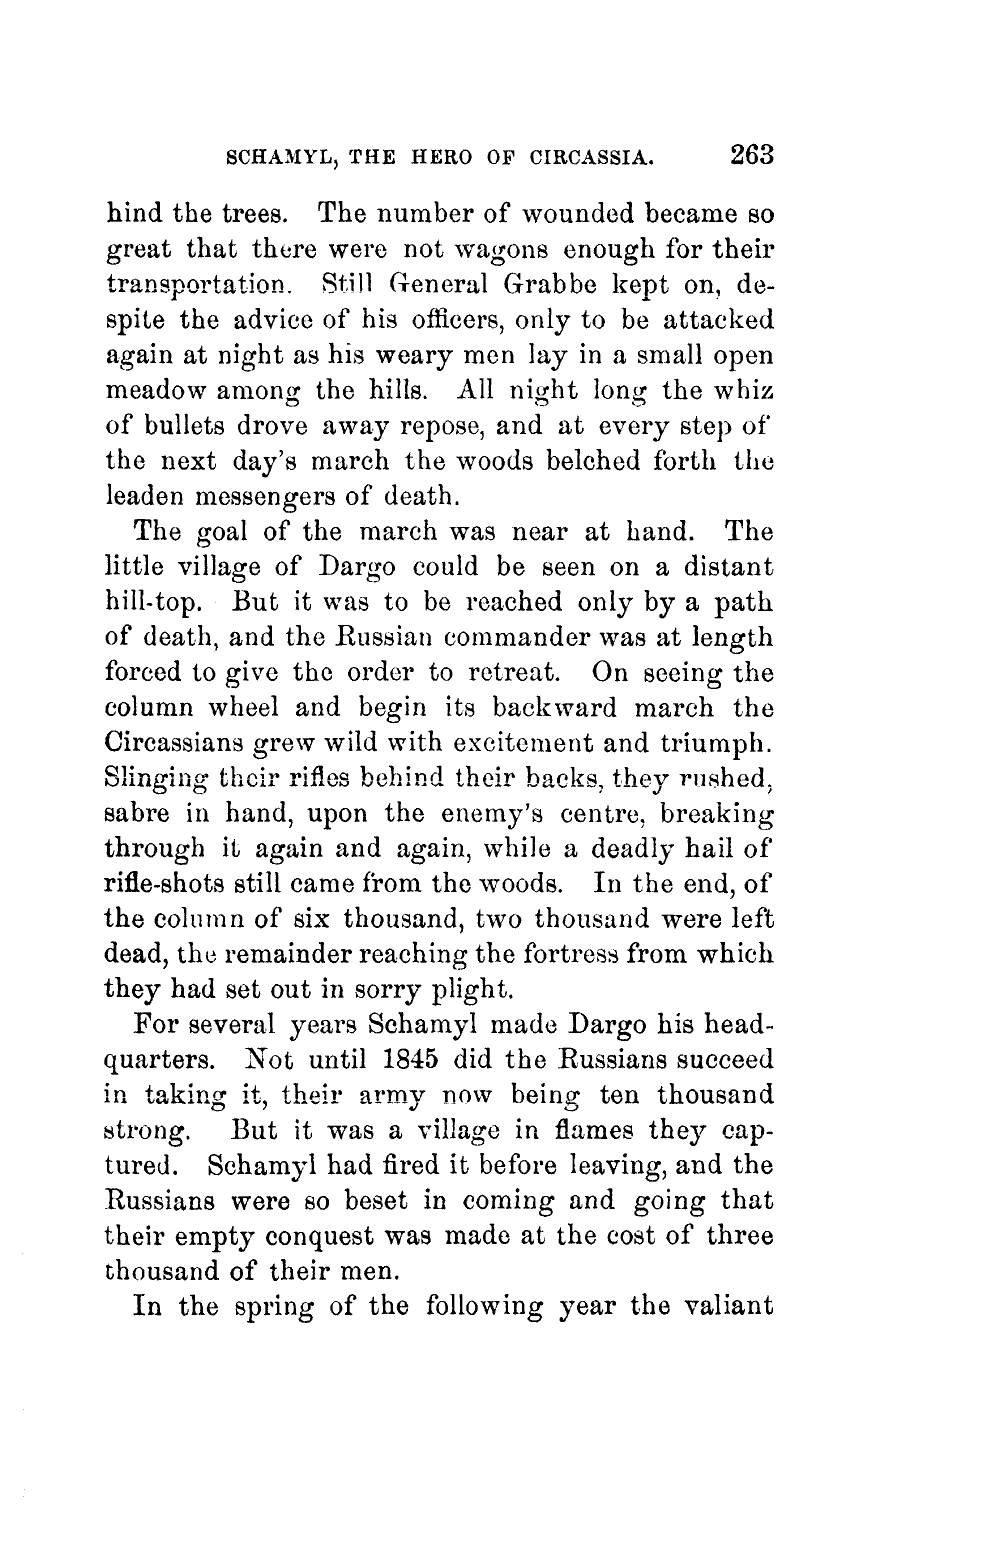 SCHAMYL, THE HERO OF CIRCASSIA. 263
hind the trees. The number of wounded became so
great that there were not wagons enough for their
transportation. Still General Grabbe kept on, de-
spite the advice of his officers, only to be attacked
again at night as his weary men lay in a small open
meadow among the hills. All night long the whiz
of bullets drove away repose, and at every step of
the next day's march the woods belched forth the
leaden messengers of death.
The goal of the march was near at hand. The
little village of Dargo could be seen on a distant
hill-top. But it was to be reached only by a path
of death, and the Russian commander was at length
forced to give the order to retreat. On seeing the
column wheel and begin its backward march the
Circassians grew wild with excitement and triumph.
Slinging their rifles behind their backs, they rushed,
sabre in hand, upon the enemy's centre, breaking
through it again and again, while a deadly hail of
rifle-shots still came from the woods. In the end, of
the column of six thousand, two thousand were left
dead, the remainder reaching the fortress from which
they had set out in sorry plight.
For several years Schamyl made Dargo his head-
quarters. Not until 1845 did the Russians succeed
in taking it, their army now being ten thousand
strong. But it was a village in flames they cap-
tured. Schamyl had fired it before leaving, and the
Russians were so beset in coming and going that
their empty conquest was made at the cost of three
thousand of their men.
In the spring of the following year the valiant